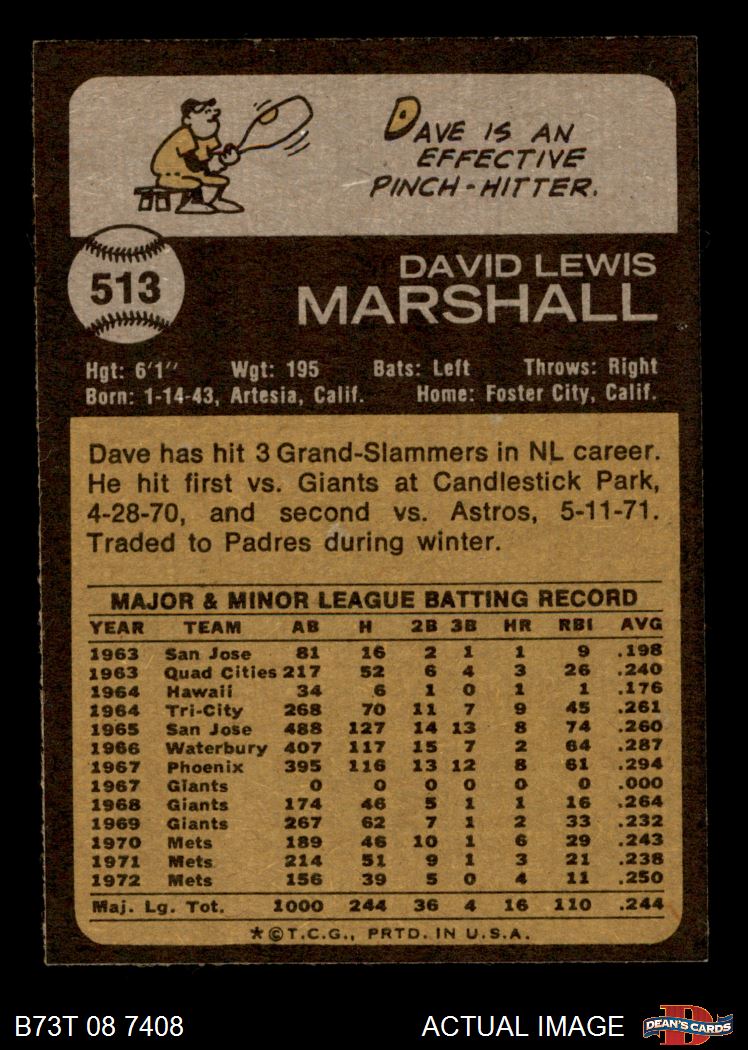 DAVE IS AN
EFFECTIVE
PINCH-HITTER.
513
DAVID LEWIS
MARSHALL
Hgt: 6'1" Wgt: 195 Bats: Left Throws: Right
Born: 1-14-43, Artesia, Calif. Home: Foster City, Calif.
Dave has hit 3 Grand-Slammers in NL career.
He hit first vs. Giants at Candlestick Park,
4-28-70, and second vs. Astros, 5-11-71.
Traded to Padres during winter.
MAJOR & MINOR LEAGUE BATTING RECORD
YEAR TEAM AB H 2B 3B HR RBI AVG
1963 San Jose 81 16 2 1 1 9 .198
1963 Quad Cities 217 52 6 4 3 26 .240
1964 Hawaii 34 6 1 0 1 1 .176
1964 Tri-City 268 70 11 7 9 45 .261
1965 San Jose 488 127 14 13 8 74 .260
1966 Waterbury 407 117 15 7 2 64 .287
1967 Phoenix 395 116 13 12 8 61 .294
1967 Giants 0 0 0 0 0 0 .000
1968 Giants 174 46 5 1 1 16 .264
1969 Giants 267 62 7 1 2 33 .232
1970 Mets 189 46 10 1 6 29 .243
1971 Mets 214 51 9 1 3 21 .238
1972 Mets 156 39 5 0 4 11 .250
Maj. Lg. Tot. 1000 244 36 4 16 110 .244
*©T.C.G., PRTD. IN U.S.A.
B73T 08 7408 ACTUAL IMAGE D DEAN'S CARDS